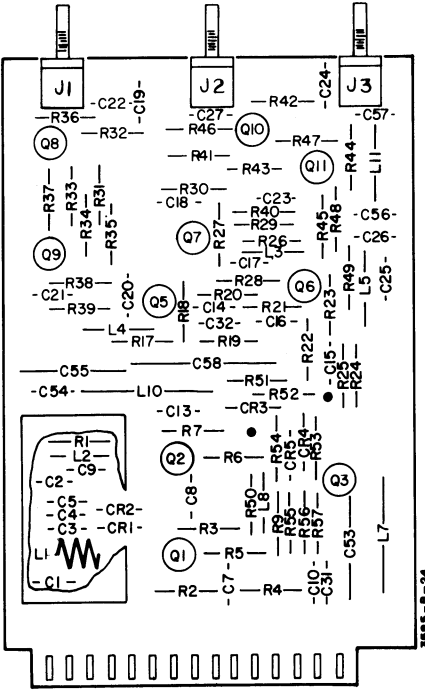 J1 J2 J3
C22 C19 C27 R42 C24 C57
R36 R46 Q10
R32 Q8 R47 R44 L11
R41 R43 Q11
R37 R33 R34 R31 R35
R30 C18 C23 R40 R45 R48 C56
Q7 R27 R29 R26 C26
Q9 L3 C17
R38 C20 R28 Q6 R49 L5 C25
C21 Q5 R18 R20 R23
R39 C14 R21
C32 C16
L4 R17 R19 R22
C55 C58 C15 R25 R24
C54 L10 R51 R52
C13 CR3
R7 R54 CR5 CR4 R53
R1 L2 Q2 R6
C9 C2 C8 R50 L8 Q3
C5 C4 C3 CR2 CR1 R3 R9 R55 R56 R57 C53 L7
L1 Q1 R5
C1 R2 C7 R4 C10 C31